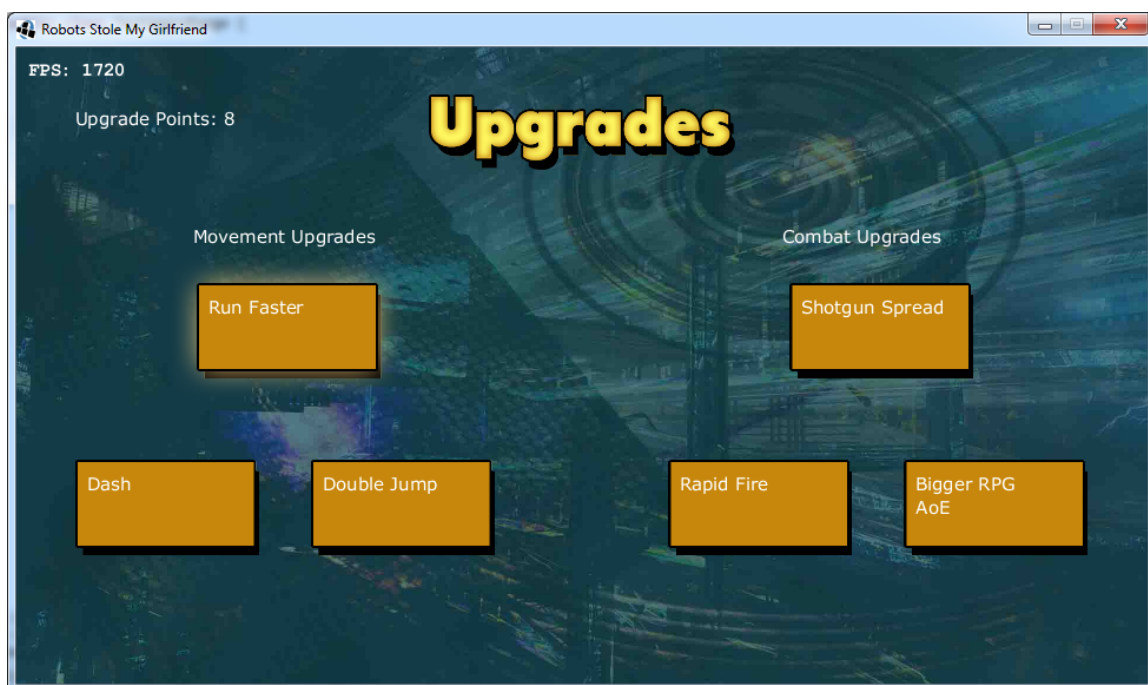 Robots Stole My Girlfriend
FPS: 1720
Upgrade Points: 8
Upgrades
Movement Upgrades
Combat Upgrades
Run Faster
Shotgun Spread
Dash
Double Jump
Rapid Fire
Bigger RPG
AoE